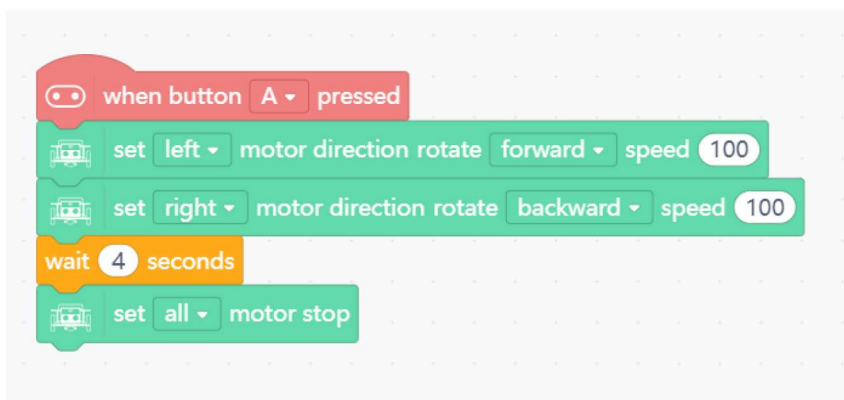 when button A pressed
set left motor direction rotate forward speed 100
set right motor direction rotate backward speed 100
wait 4 seconds
set all motor stop